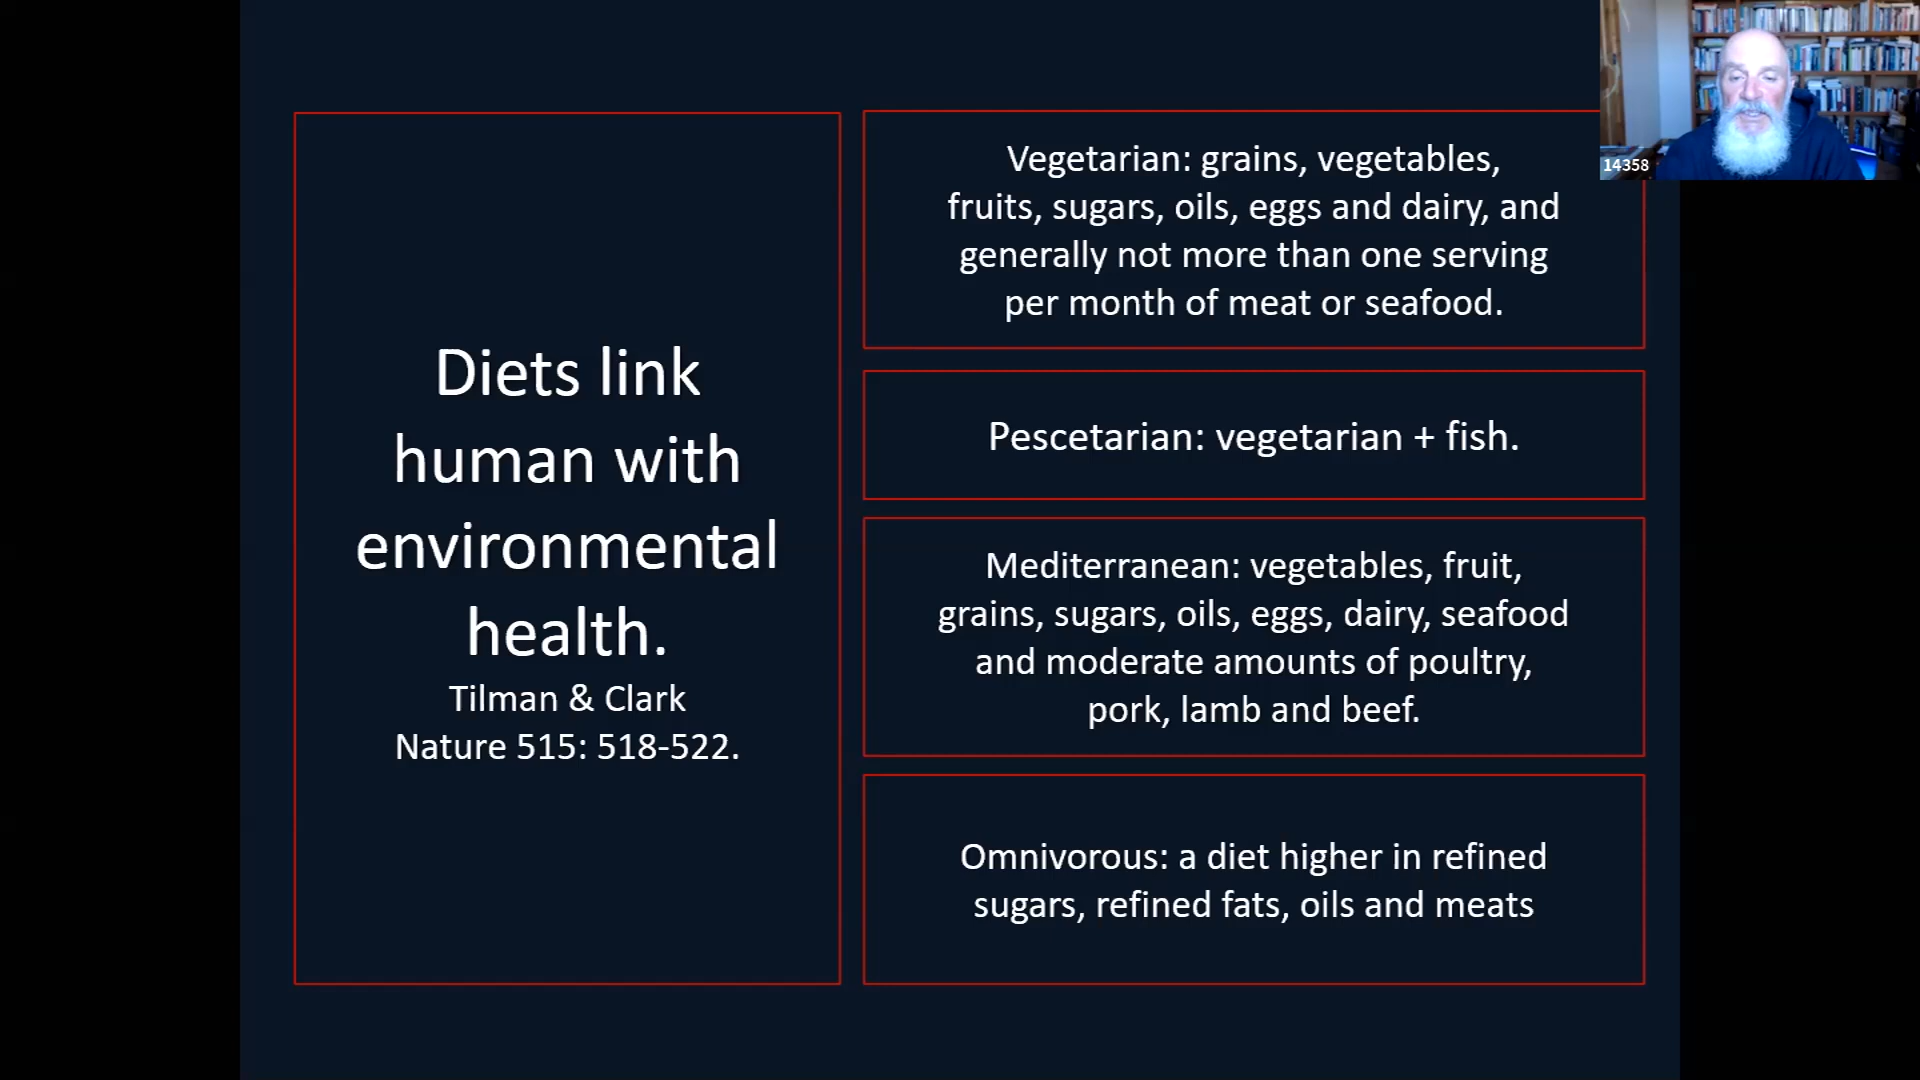 Diets link
human with
environmental
health.
Tilman & Clark
Nature 515: 518-522.
Vegetarian: grains, vegetables,
fruits, sugars, oils, eggs and dairy, and
generally not more than one serving
per month of meat or seafood.
Pescetarian: vegetarian + fish.
Mediterranean: vegetables, fruit,
grains, sugars, oils, eggs, dairy, seafood
and moderate amounts of poultry,
pork, lamb and beef.
Omnivorous: a diet higher in refined
sugars, refined fats, oils and meats
14358